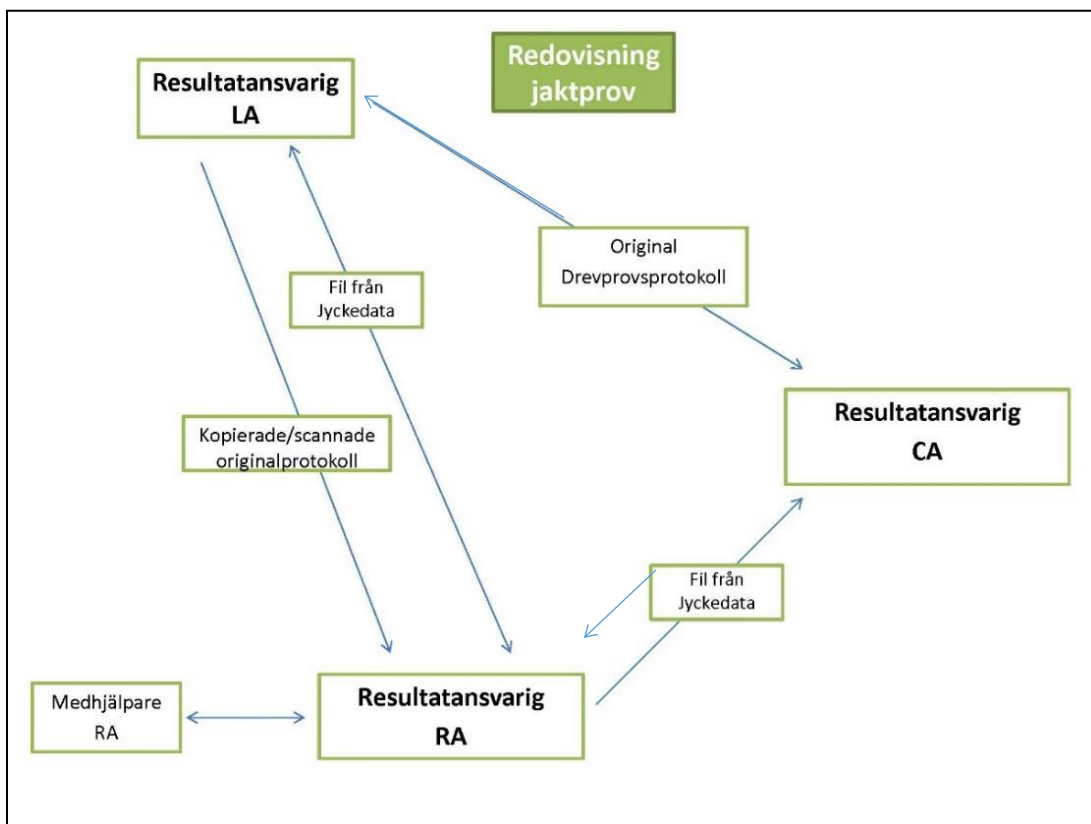 Redovisning
jaktprov
Resultatansvarig
LA
Original
Drevprovsprotokoll
Fil från
Jyckedata
Resultatansvarig
CA
Kopierade/scannade
originalprotokoll
Fil från
Jyckedata
Resultatansvarig
RA
Medhjälpare
RA